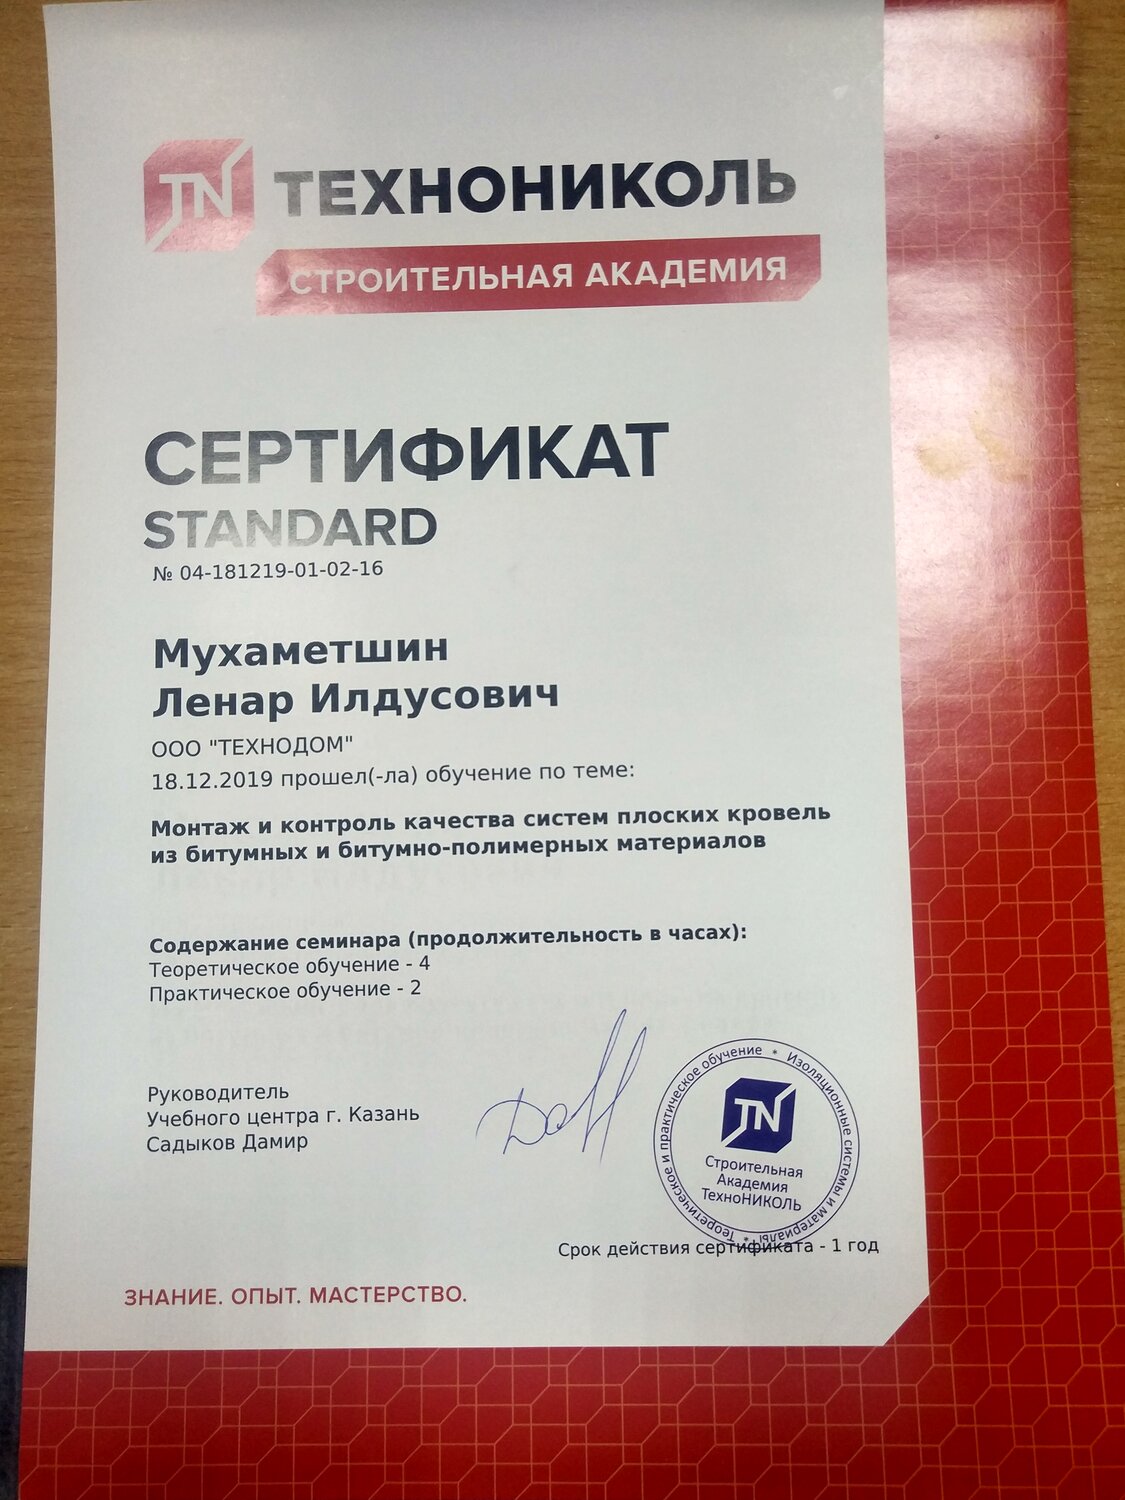 TN ТЕХНОНИКОЛЬ
СТРОИТЕЛЬНАЯ АКАДЕМИЯ
СЕРТИФИКАТ
STANDARD
№ 04-181219-01-02-16
Мухаметшин
Ленар Илдусович
ООО "ТЕХНОДОМ"
18.12.2019 прошел(-ла) обучение по теме:
Монтаж и контроль качества систем плоских кровель
из битумных и битумно-полимерных материалов
Содержание семинара (продолжительность в часах):
Теоретическое обучение - 4
Практическое обучение - 2
Руководитель
Учебного центра г. Казань
Садыков Дамир
Теоретическое и практическое обучение * Изоляционные системы и материалы *
TN
Строительная
Академия
ТехноНИКОЛЬ
Срок действия сертификата - 1 год
ЗНАНИЕ. ОПЫТ. МАСТЕРСТВО.